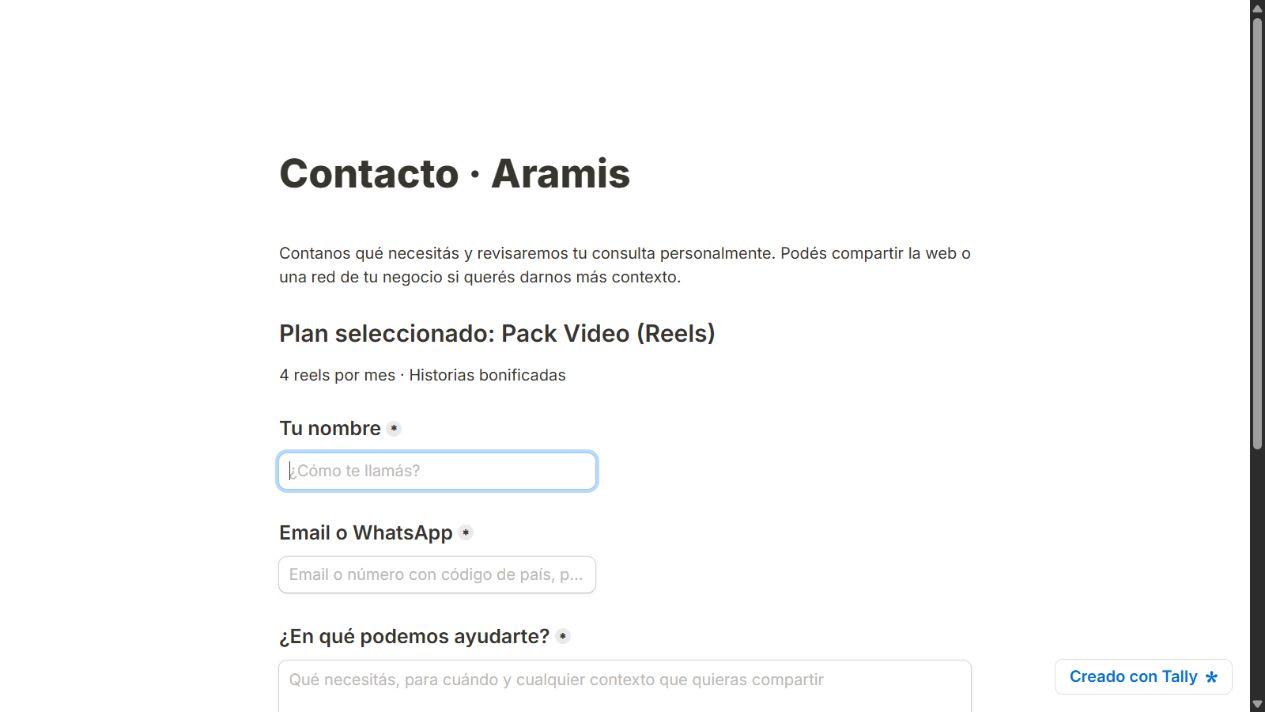 Contacto · Aramis
Contanos qué necesitás y revisaremos tu consulta personalmente. Podés compartir la web o
una red de tu negocio si querés darnos más contexto.
Plan seleccionado: Pack Video (Reels)
4 reels por mes · Historias bonificadas
Tu nombre *
¿Cómo te llamás?
Email o WhatsApp *
Email o número con código de país, p...
¿En qué podemos ayudarte? *
Qué necesitás, para cuándo y cualquier contexto que quieras compartir
Creado con Tally *